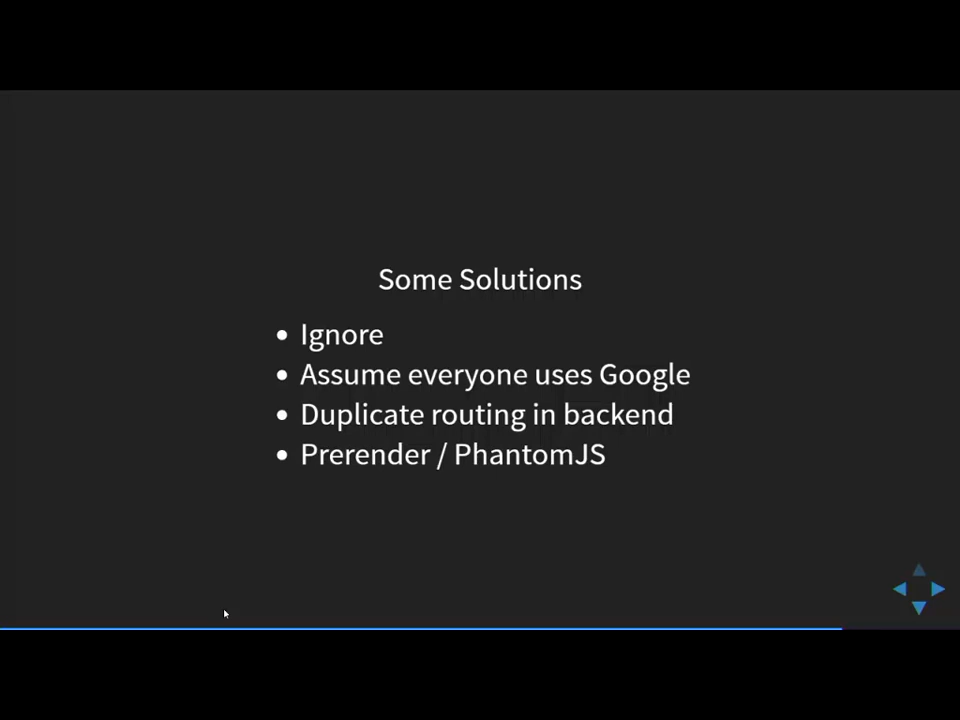 Some Solutions
• Ignore
• Assume everyone uses Google
• Duplicate routing in backend
• Prerender / PhantomJS